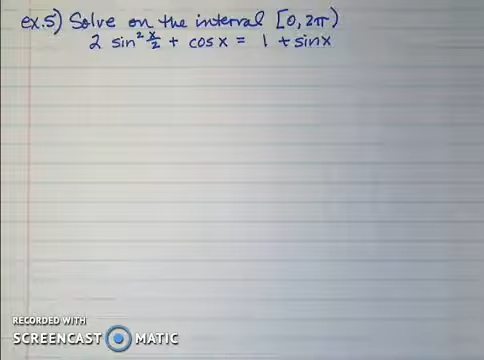 ex.5) Solve on the interval [0, 2π)
2 sin² x/2 + cos x = 1 + sin x
RECORDED WITH
SCREENCAST MATIC